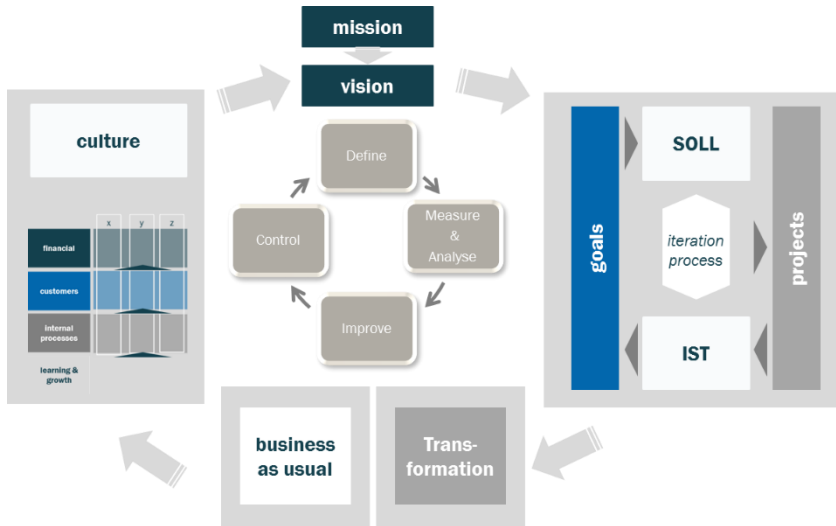 mission
vision
culture
x y z
financial
customers
internal
processes
learning &
growth
Define
Measure
&
Analyse
Improve
Control
goals
SOLL
iteration
process
IST
projects
business
as usual
Trans-
formation